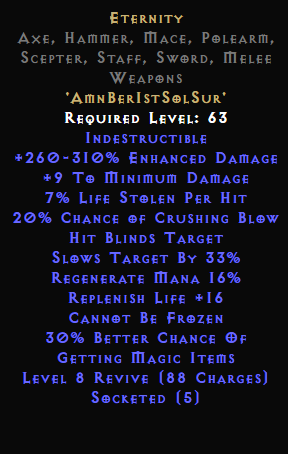 Eternity
Axe, Hammer, Mace, Polearm,
Scepter, Staff, Sword, Melee
Weapons
'AmnBerIstSolSur'
Required Level: 63
Indestructible
+260-310% Enhanced Damage
+9 To Minimum Damage
7% Life Stolen Per Hit
20% Chance of Crushing Blow
Hit Blinds Target
Slows Target By 33%
Regenerate Mana 16%
Replenish Life +16
Cannot Be Frozen
30% Better Chance Of
Getting Magic Items
Level 8 Revive (88 Charges)
Socketed (5)